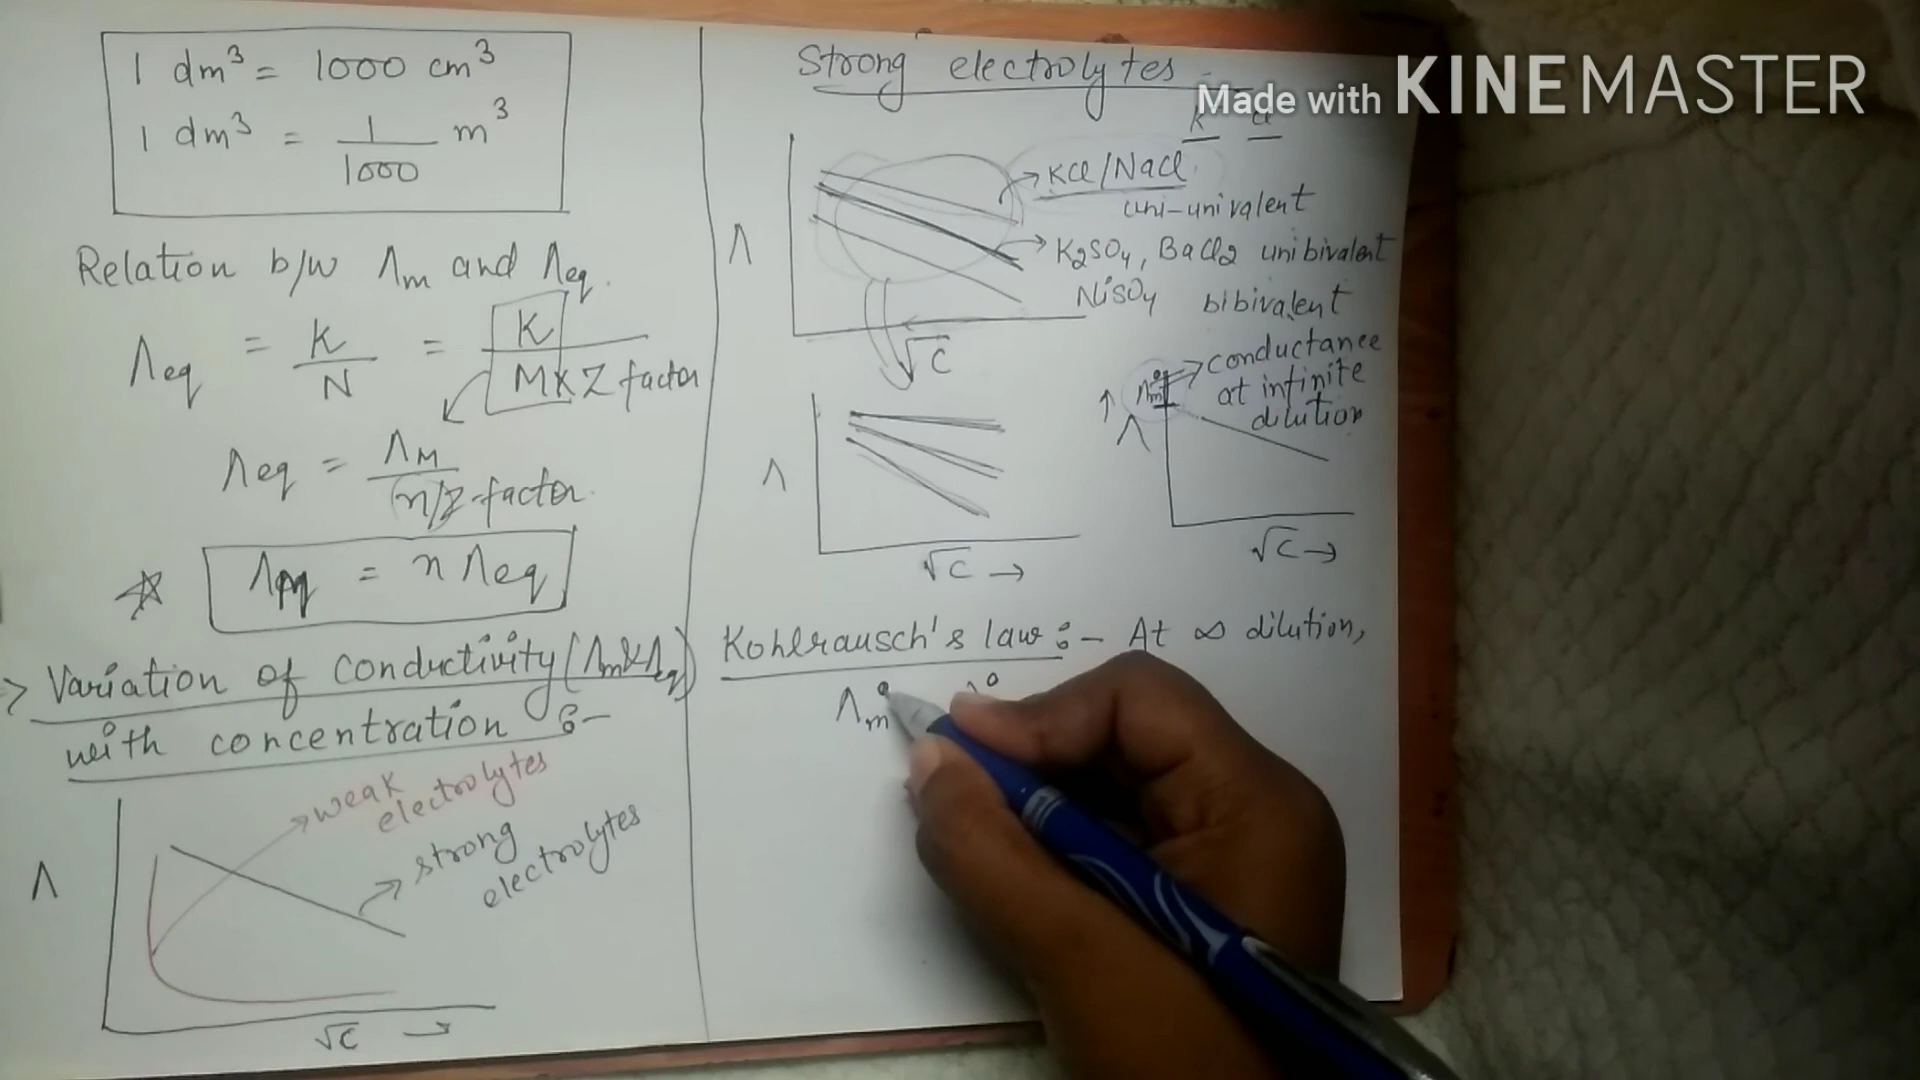 1 dm³ = 1000 cm³
1 dm³ = 1/1000 m³
Relation b/w Λm and Λeq.
Λeq = K/N = K/(M×Z factor)
Λeq = ΛM/(n/Z-factor)
Λm = n Λeq
Variation of conductivity (Λm & Λeq)
with concentration :-
weak
electrolytes
strong
electrolytes
Λ
√C →
Strong electrolytes
Made with KINEMASTER
KCl/NaCl
uni-univalent
Λ
K₂SO₄, BaCl₂ unibivalent
NiSO₄ bibivalent
√C
Λ
√C →
Λm° → conductance
at infinite
dilution
↑ Λ
√C →
Kohlrausch's law :- At ∞ dilution,
Λm°